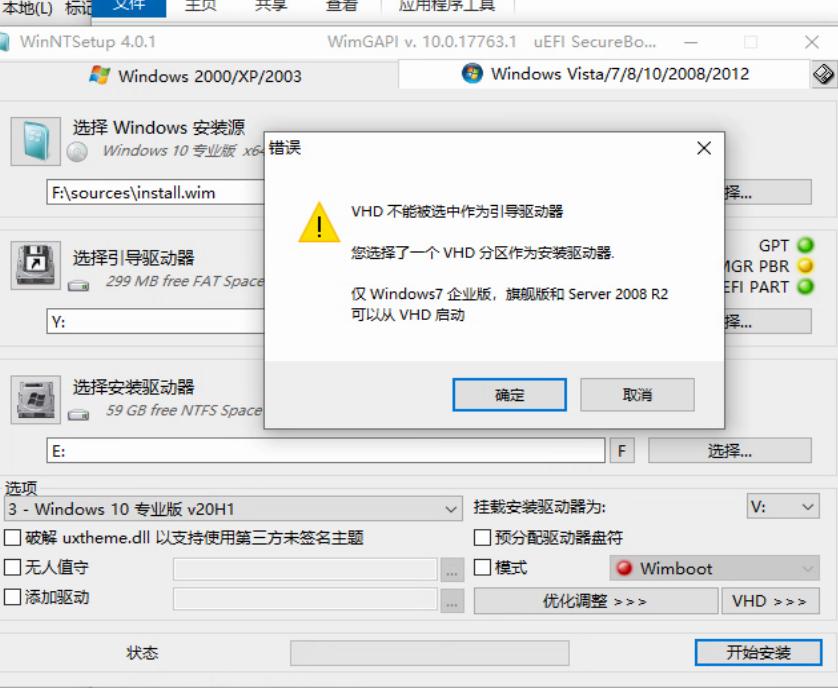 本地(L) 标记
文件 主页 共享 查看 应用程序工具
WinNTSetup 4.0.1 WimGAPI v. 10.0.17763.1 uEFI SecureBo...
Windows 2000/XP/2003
Windows Vista/7/8/10/2008/2012
选择 Windows 安装源
Windows 10 专业版 x64
F:\sources\install.wim
择...
错误
VHD 不能被选中作为引导驱动器
您选择了一个 VHD 分区作为安装驱动器.
仅 Windows7 企业版，旗舰版和 Server 2008 R2
可以从 VHD 启动
确定 取消
选择引导驱动器
299 MB free FAT Space
GPT
MGR PBR
EFI PART
Y:
择...
选择安装驱动器
59 GB free NTFS Space
E:
F 选择...
选项
3 - Windows 10 专业版 v20H1
挂载安装驱动器为: V:
破解 uxtheme.dll 以支持使用第三方未签名主题
预分配驱动器盘符
无人值守 ...
模式 Wimboot
添加驱动 ...
优化调整 >>> VHD >>>
状态
开始安装